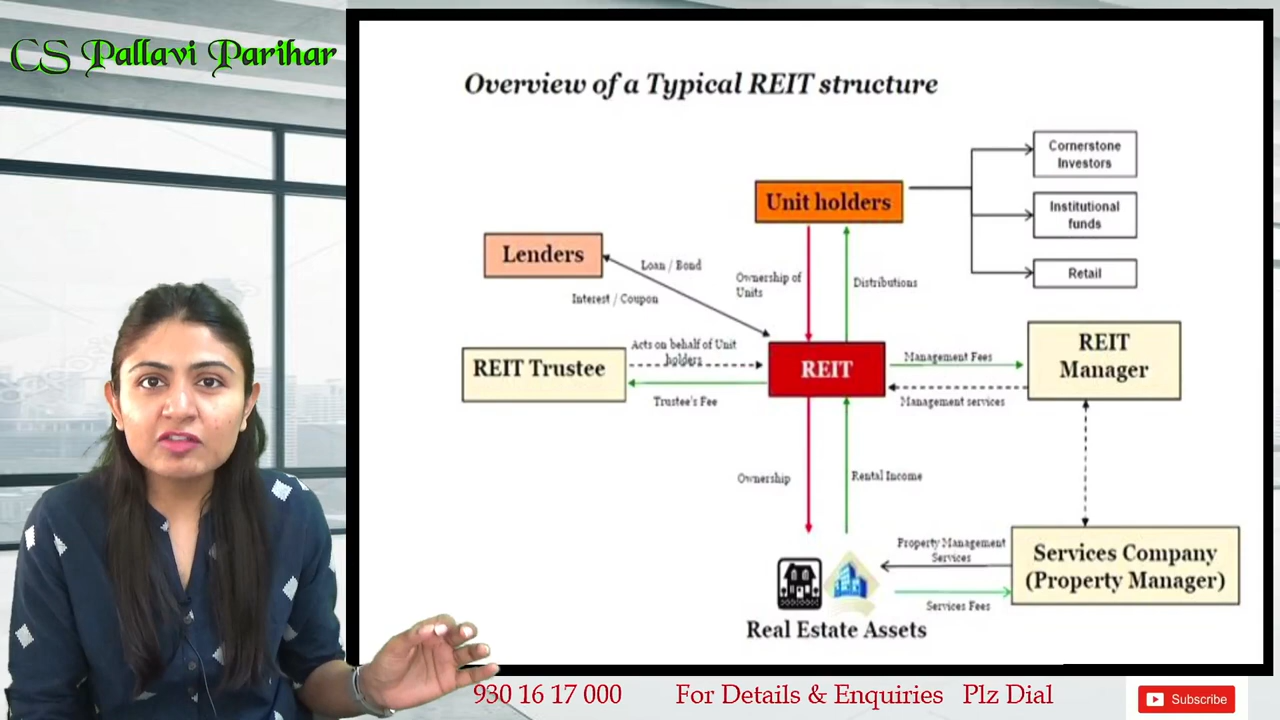 CS Pallavi Parihar
Overview of a Typical REIT structure
Cornerstone
Investors
Unit holders
Institutional
funds
Lenders
Loan / Bond
Interest / Coupon
Ownership of
Units
Distributions
Retail
REIT Trustee
Acts on behalf of Unit
holders
Trustee's Fee
REIT
Management Fees
Management services
REIT
Manager
Ownership
Rental Income
Property Management
Services
Services Fees
Services Company
(Property Manager)
Real Estate Assets
930 16 17 000 For Details & Enquiries Plz Dial
Subscribe